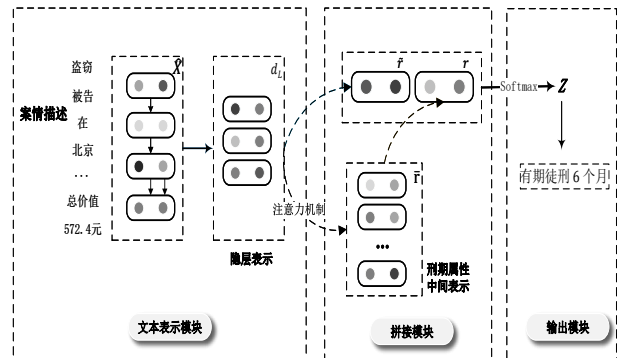 案情描述
盗窃
被告
在
北京
...
总价值
572.4元
X̂
d_L
隐层表示
注意力机制
r̃
r
r̄
...
刑期属性
中间表示
Softmax
Z
有期徒刑6个月
文本表示模块
拼接模块
输出模块